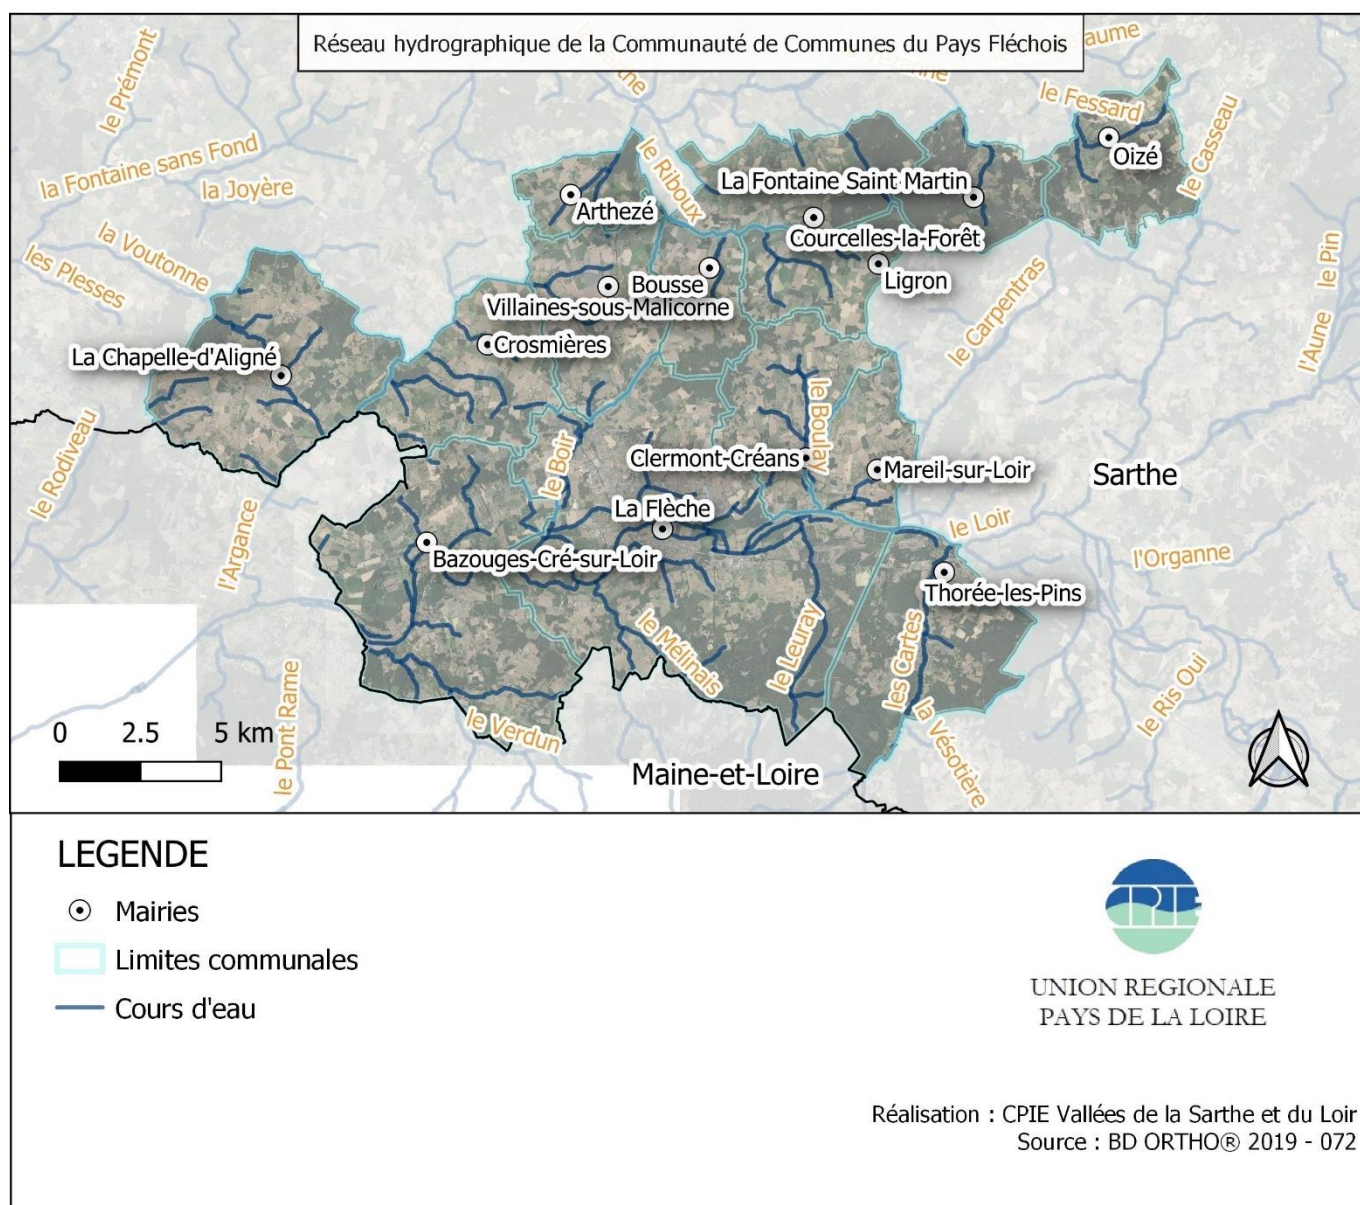 Réseau hydrographique de la Communauté de Communes du Pays Fléchois
le Prémont
le Fessard
le Casseau
la Fontaine sans Fond
la Joyère
le Riboux
Oizé
La Fontaine Saint Martin
Arthezé
la Voutonne
les Plesses
Courcelles-la-Forêt
Ligron
le Pin
l'Aune
Bousse
Villaines-sous-Malicorne
le Carpentras
Crosmières
La Chapelle-d'Aligné
le Boulay
le Rodiveau
le Boir
Clermont-Créans
Mareil-sur-Loir
Sarthe
La Flèche
le Loir
l'Argance
Bazouges-Cré-sur-Loir
l'Organne
Thorée-les-Pins
le Mélinais
le Leuray
les Cartes
le Ris Oui
le Pont Rame
le Verdun
la Vésotière
0 2.5 5 km
Maine-et-Loire
LEGENDE
Mairies
Limites communales
Cours d'eau
CPIE
UNION REGIONALE
PAYS DE LA LOIRE
Réalisation : CPIE Vallées de la Sarthe et du Loir
Source : BD ORTHO® 2019 - 072